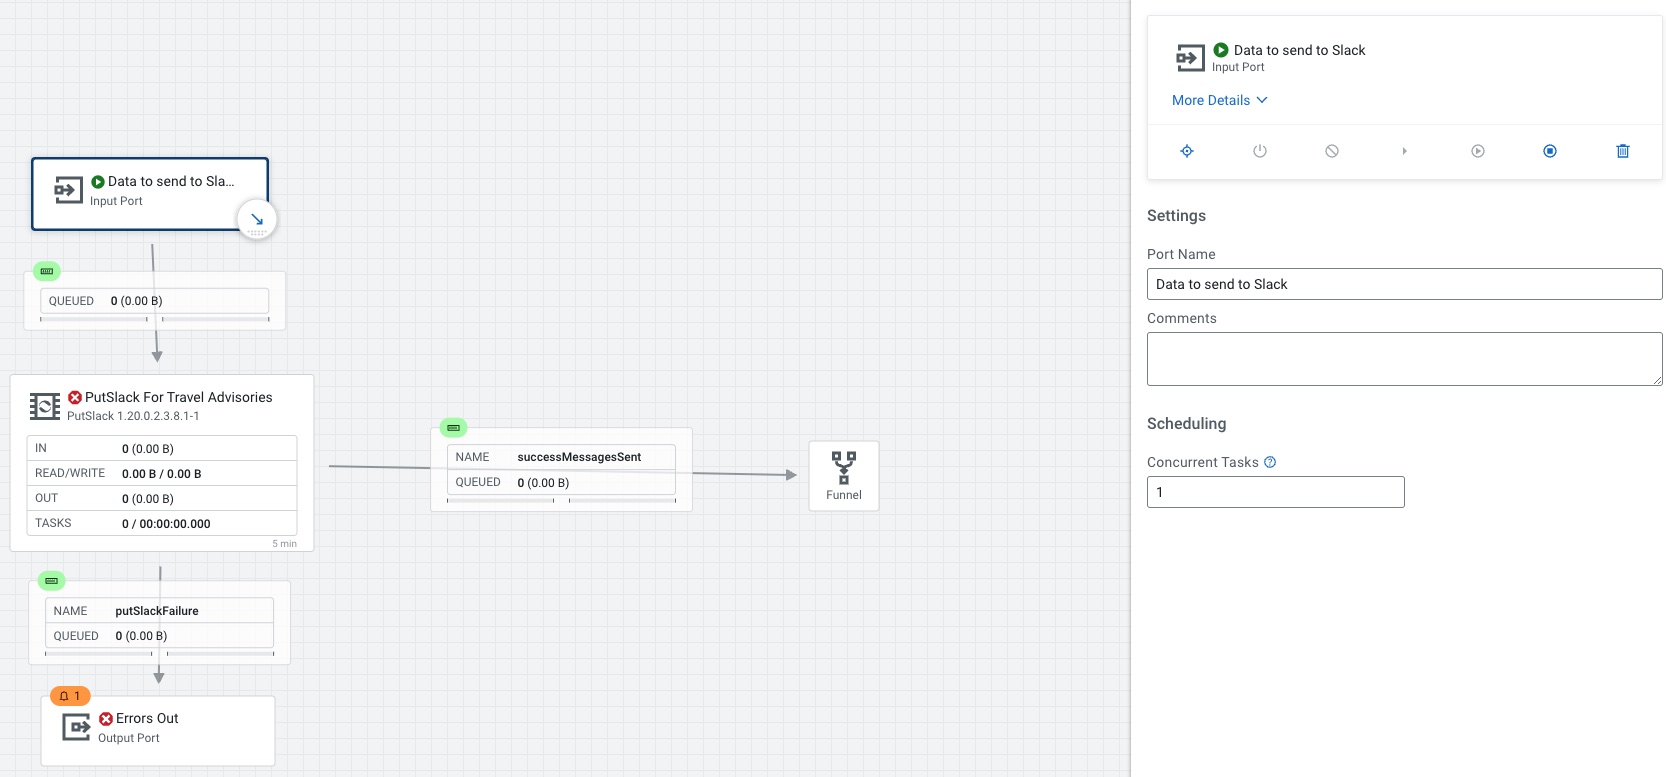 Data to send to Sla...
Input Port
QUEUED 0 (0.00 B)
PutSlack For Travel Advisories
PutSlack 1.20.0.2.3.8.1-1
IN 0 (0.00 B)
READ/WRITE 0.00 B / 0.00 B
OUT 0 (0.00 B)
TASKS 0 / 00:00:00.000
5 min
NAME successMessagesSent
QUEUED 0 (0.00 B)
Funnel
NAME putSlackFailure
QUEUED 0 (0.00 B)
1
Errors Out
Output Port
Data to send to Slack
Input Port
More Details
Settings
Port Name
Data to send to Slack
Comments
Scheduling
Concurrent Tasks
1